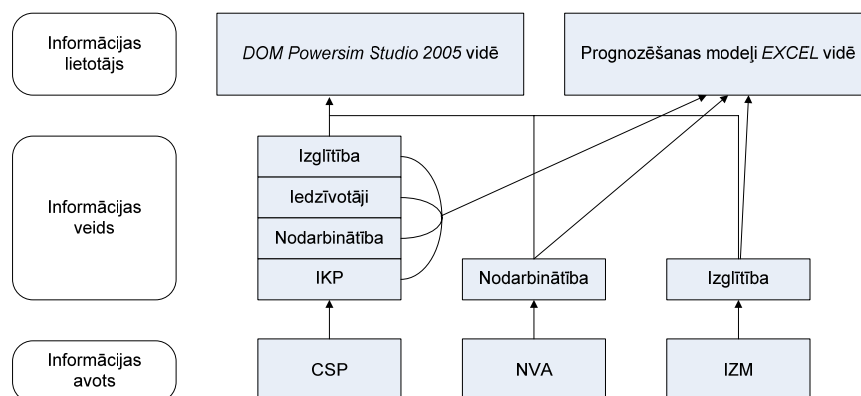 Informācijas
lietotājs
DOM Powersim Studio 2005 vidē
Prognozēšanas modeļi EXCEL vidē
Informācijas
veids
Izglītība
Iedzīvotāji
Nodarbinātība
IKP
Nodarbinātība
Izglītība
Informācijas
avots
CSP
NVA
IZM